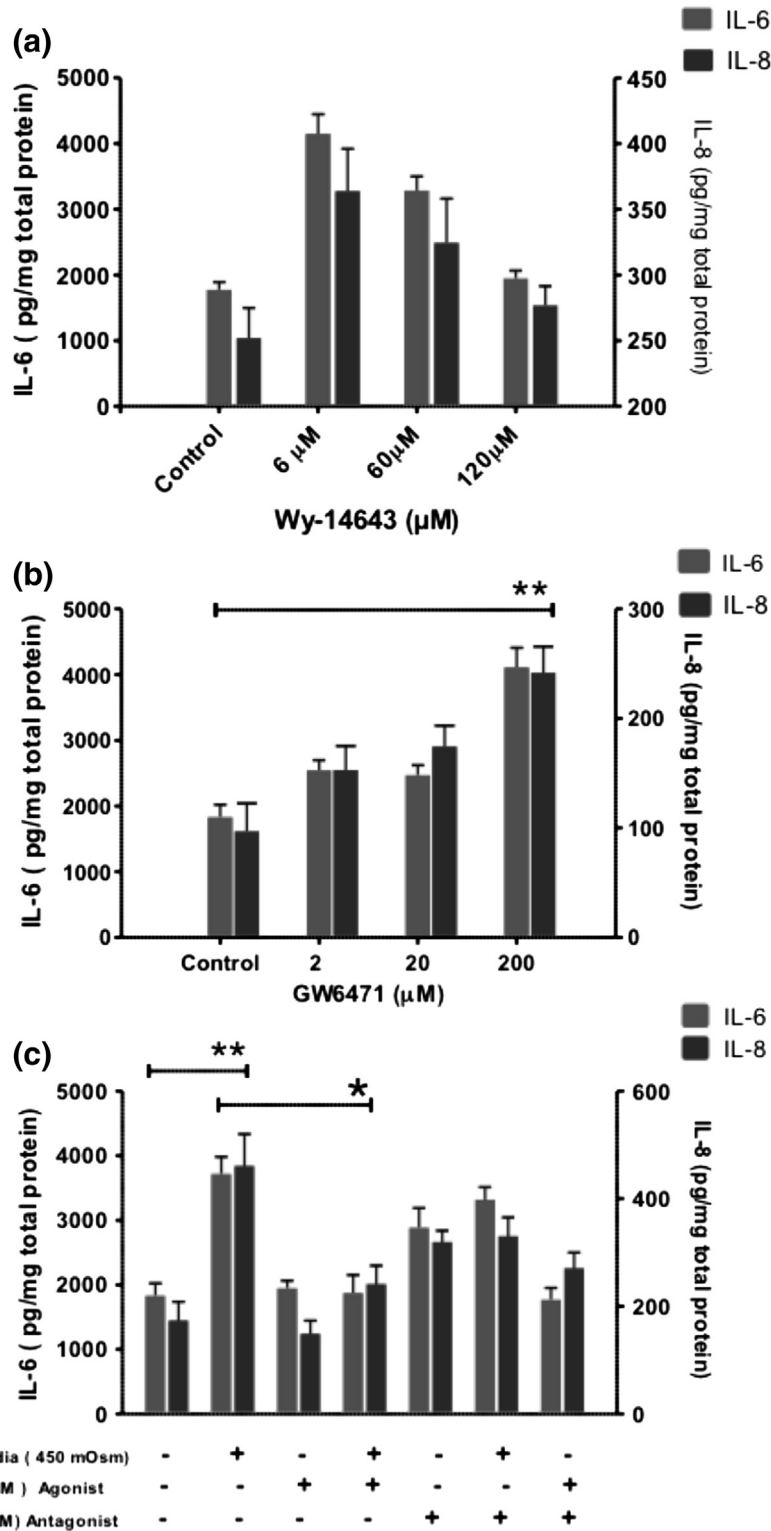 (a)
IL-6
IL-8
IL-6 ( pg/mg total protein)
5000
4000
3000
2000
1000
0
450
400
350
300
250
200
IL-8 (pg/mg total protein)
Control
6 µM
60µM
120µM
Wy-14643 (µM)
(b)
IL-6
IL-8
**
IL-6 ( pg/mg total protein)
5000
4000
3000
2000
1000
0
300
200
100
0
IL-8 (pg/mg total protein)
Control 2 20 200
GW6471 (µM)
(c)
IL-6
IL-8
**
*
IL-6 ( pg/mg total protein)
5000
4000
3000
2000
1000
0
600
400
200
0
IL-8 (pg/mg total protein)
dia ( 450 mOsm) - + - + - + -
M ) Agonist - - + + - - +
M) Antagonist - - - - + + +